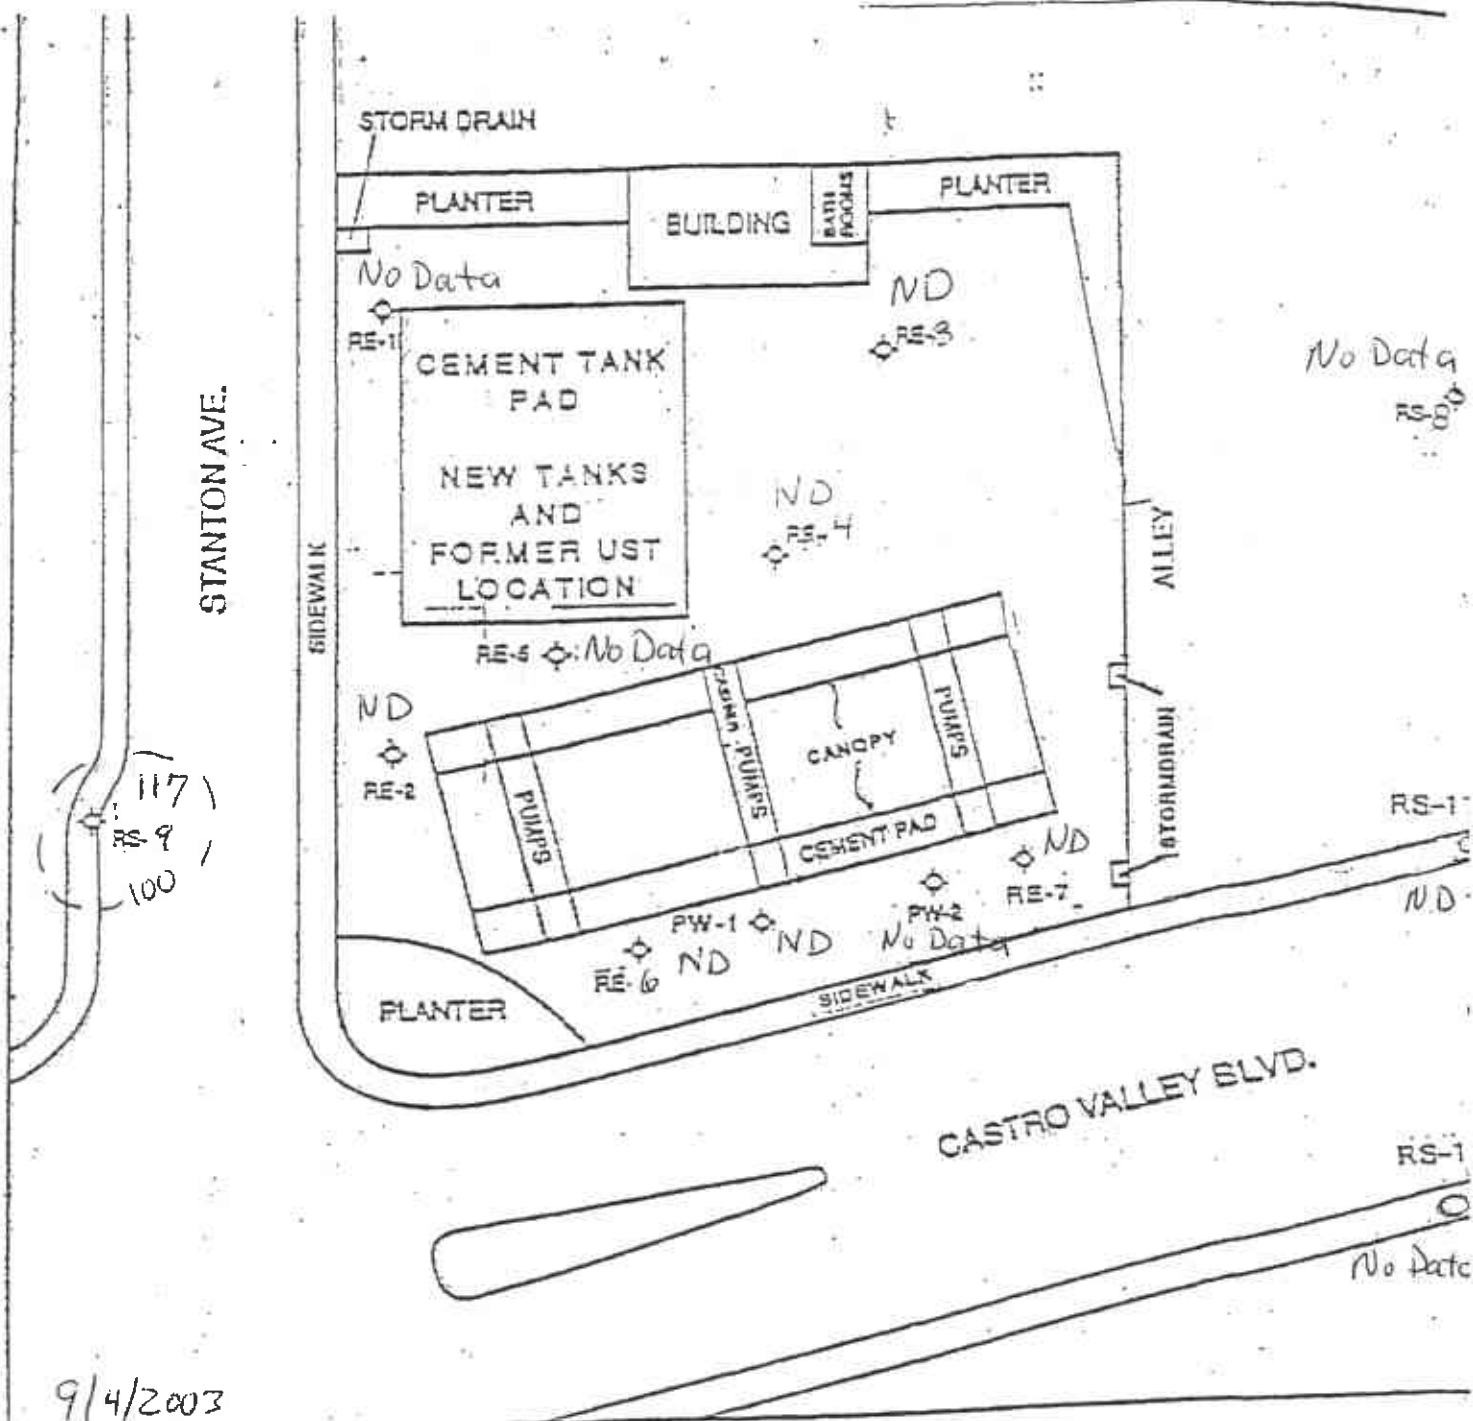 STORM DRAIN
PLANTER
BUILDING
BATH
ROOMS
PLANTER
No Data
RE-1
ND
RE-3
CEMENT TANK
PAD
NEW TANKS
AND
FORMER UST
LOCATION
No Data
RS-8
STANTON AVE.
SIDEWALK
ND
RE-4
ALLEY
RE-5
No Data
ND
RE-2
PUMPS
PUMPS
PUMPS
CANOPY
CEMENT PAD
STORMDRAIN
117
RS-9
100
RS-1
ND
ND
RE-7
PW-2
No Data
PW-1
ND
RE-6
ND
SIDEWALK
PLANTER
CASTRO VALLEY BLVD.
RS-1
No Data
9/4/2003